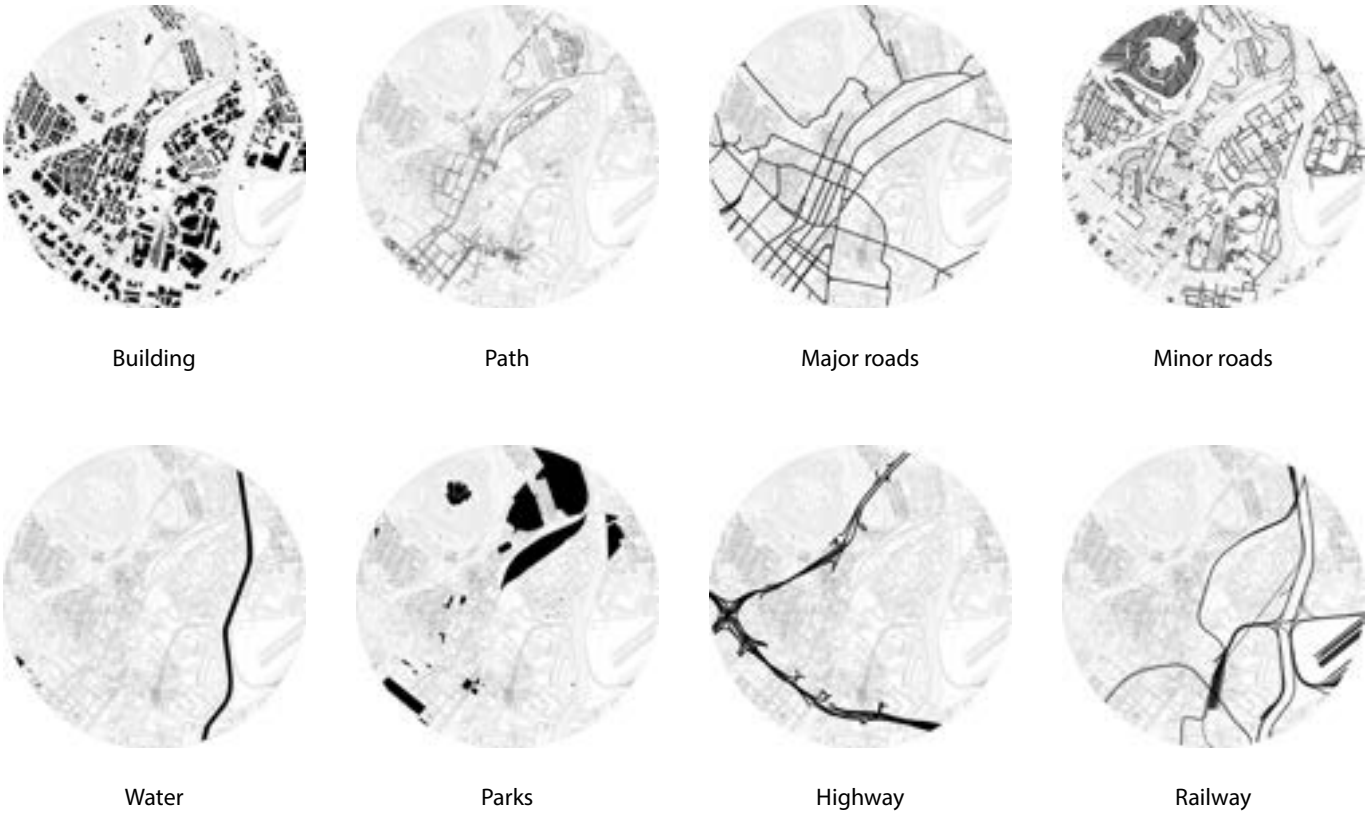 Building
Path
Major roads
Minor roads
Water
Parks
Highway
Railway